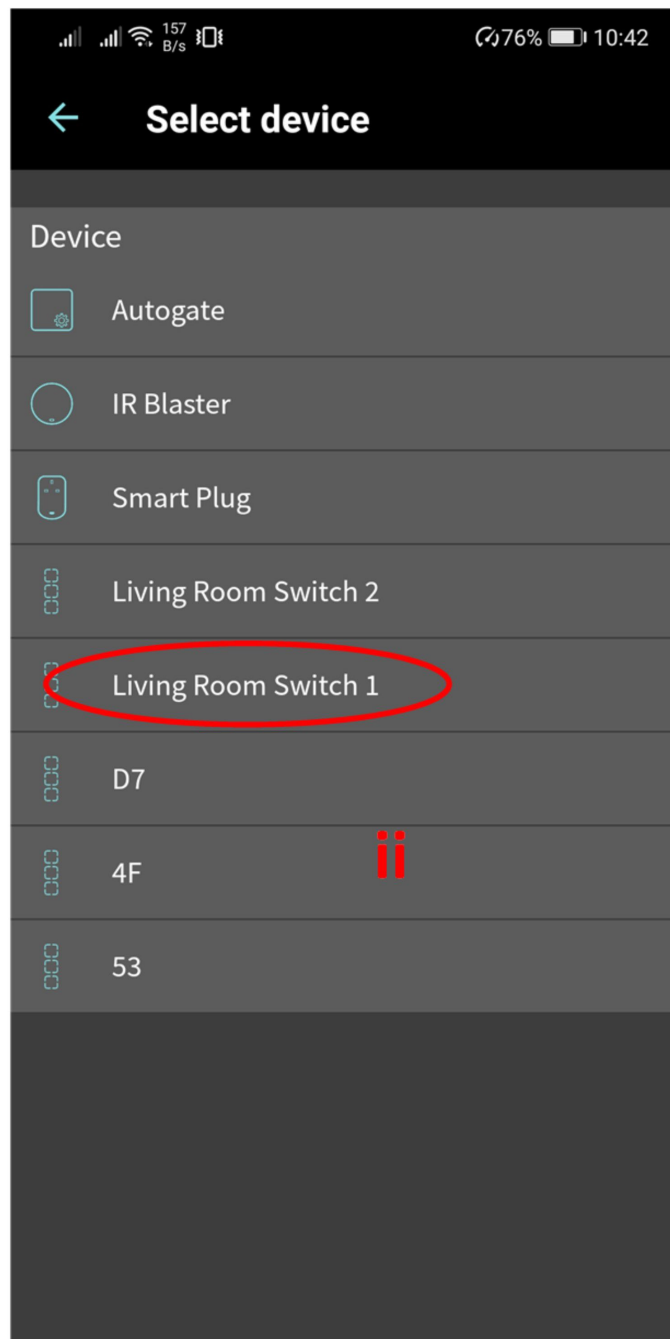 157 B/s 76% 10:42
Select device
Device
Autogate
IR Blaster
Smart Plug
Living Room Switch 2
Living Room Switch 1
D7
ii
4F
53